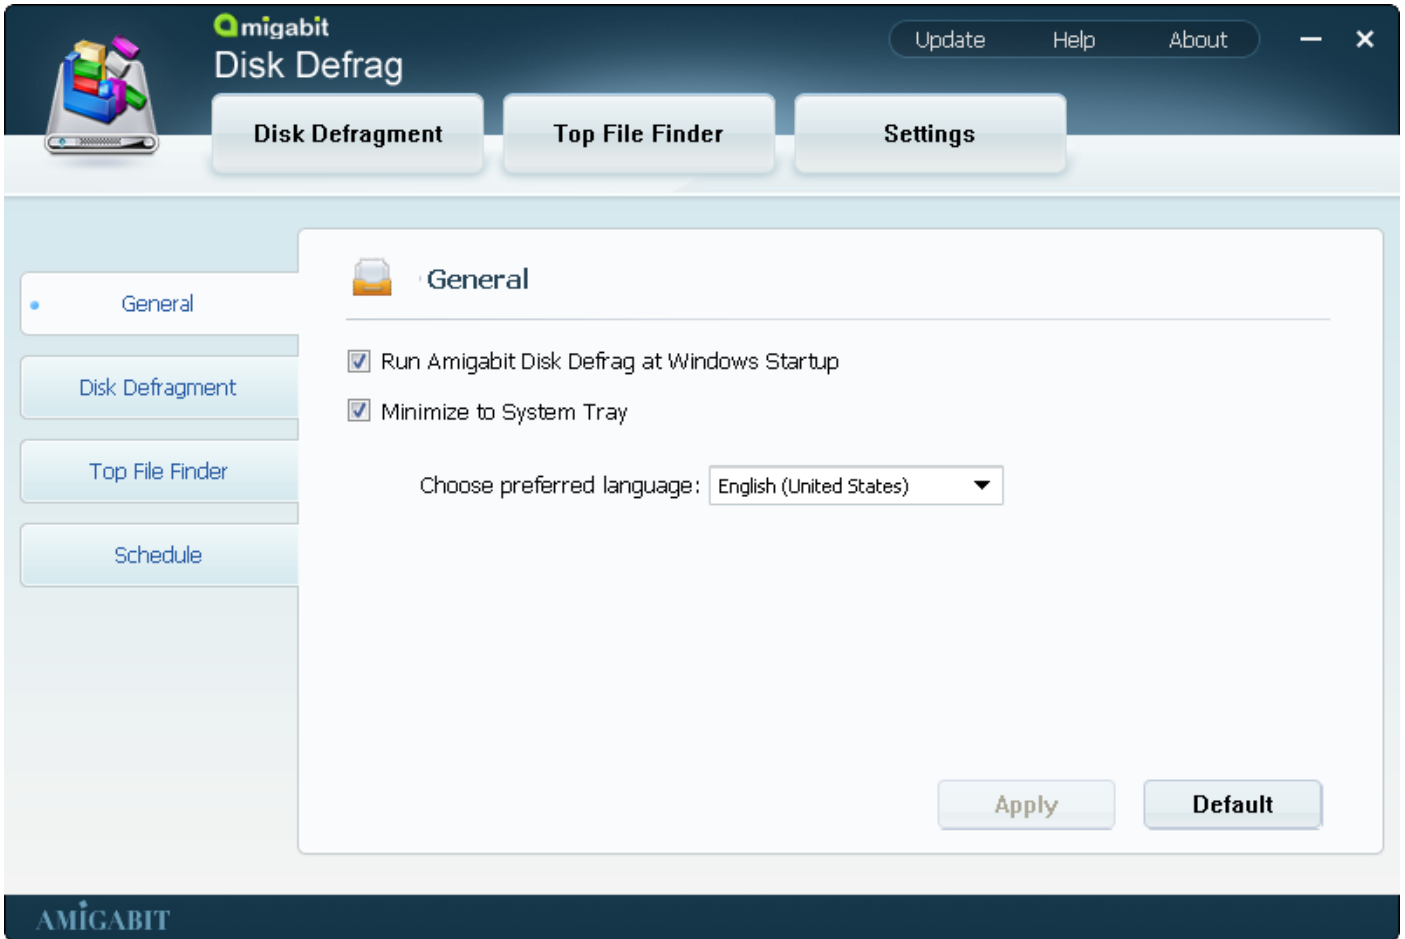 amigabit
Disk Defrag
Update Help About
Disk Defragment Top File Finder Settings
General
Disk Defragment
Top File Finder
Schedule
General
Run Amigabit Disk Defrag at Windows Startup
Minimize to System Tray
Choose preferred language: English (United States)
Apply Default
AMIGABIT